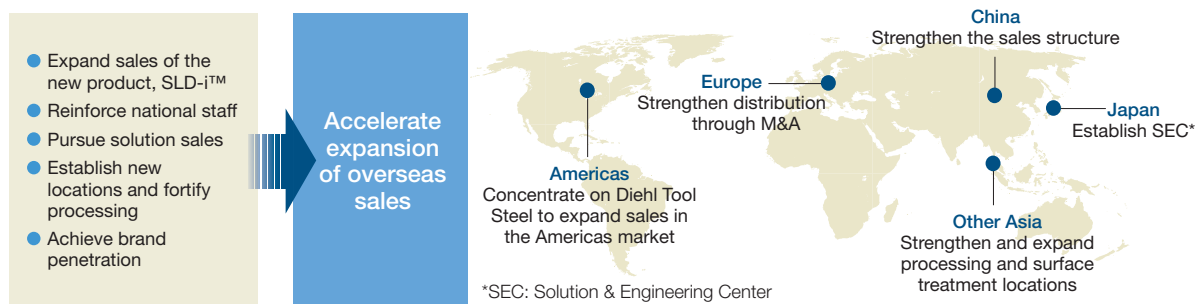 Expand sales of the
new product, SLD-i™
Reinforce national staff
Pursue solution sales
Establish new
locations and fortify
processing
Achieve brand
penetration
Accelerate
expansion
of overseas
sales
Americas
Concentrate on Diehl Tool
Steel to expand sales in
the Americas market
Europe
Strengthen distribution
through M&A
China
Strengthen the sales structure
Japan
Establish SEC*
Other Asia
Strengthen and expand
processing and surface
treatment locations
*SEC: Solution & Engineering Center